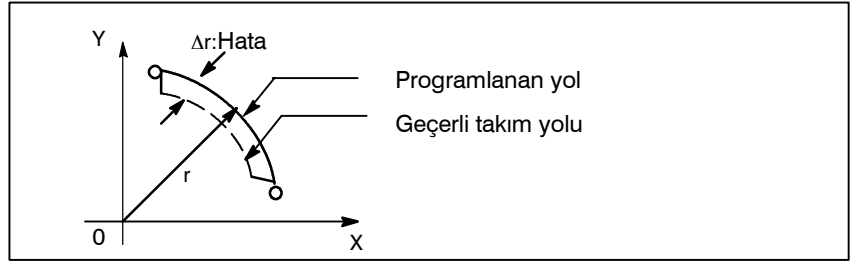 Y
Δr:Hata
Programlanan yol
Geçerli takım yolu
r
0
X